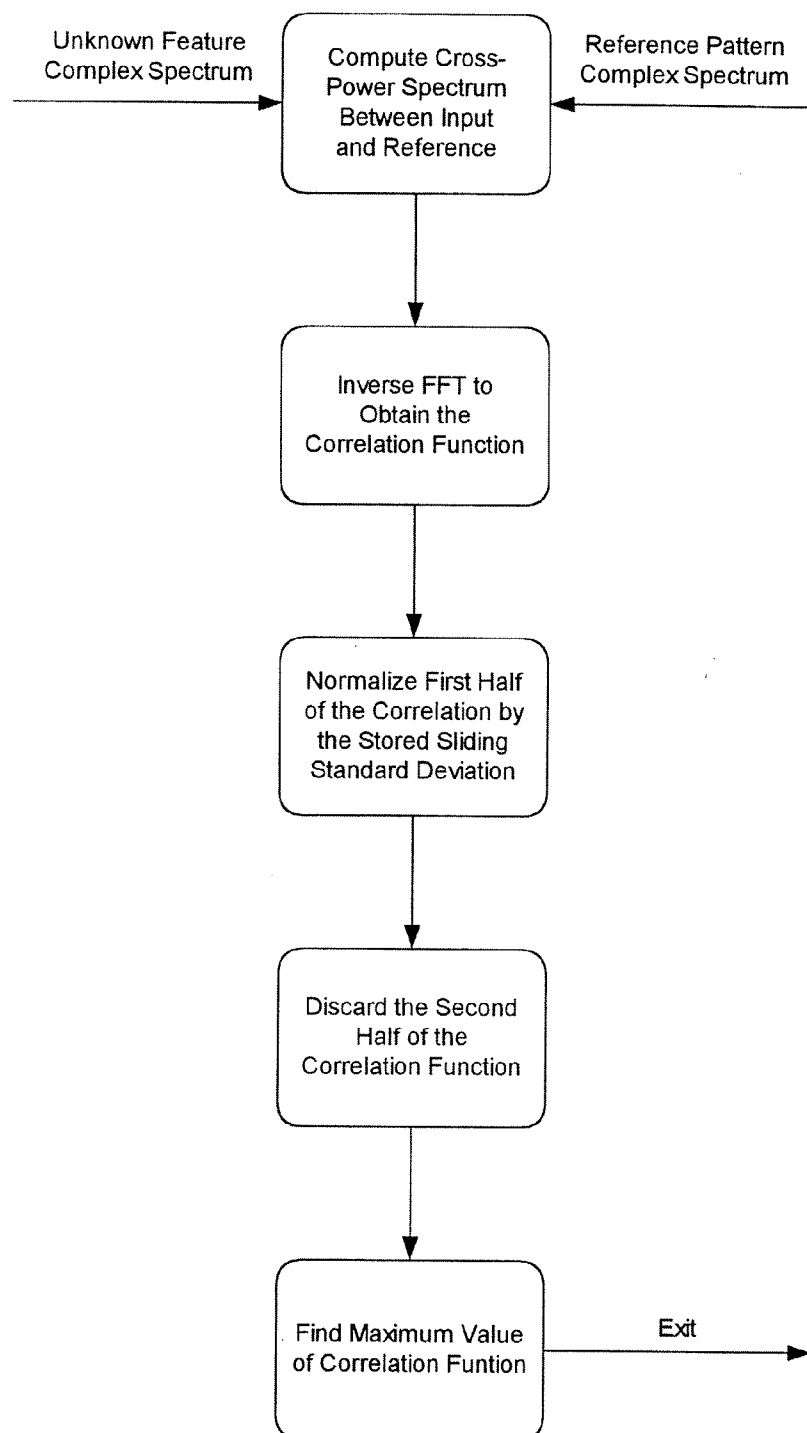 Unknown Feature
Complex Spectrum
Compute Cross-
Power Spectrum
Between Input
and Reference
Reference Pattern
Complex Spectrum
Inverse FFT to
Obtain the
Correlation Function
Normalize First Half
of the Correlation by
the Stored Sliding
Standard Deviation
Discard the Second
Half of the
Correlation Function
Find Maximum Value
of Correlation Funtion
Exit